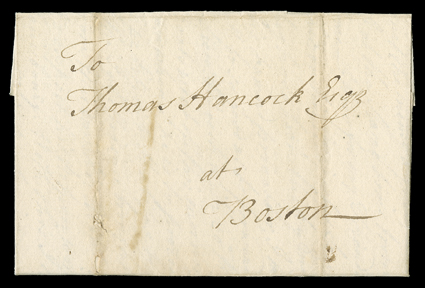 To
Thomas Hancock Esqr.
at
Boston